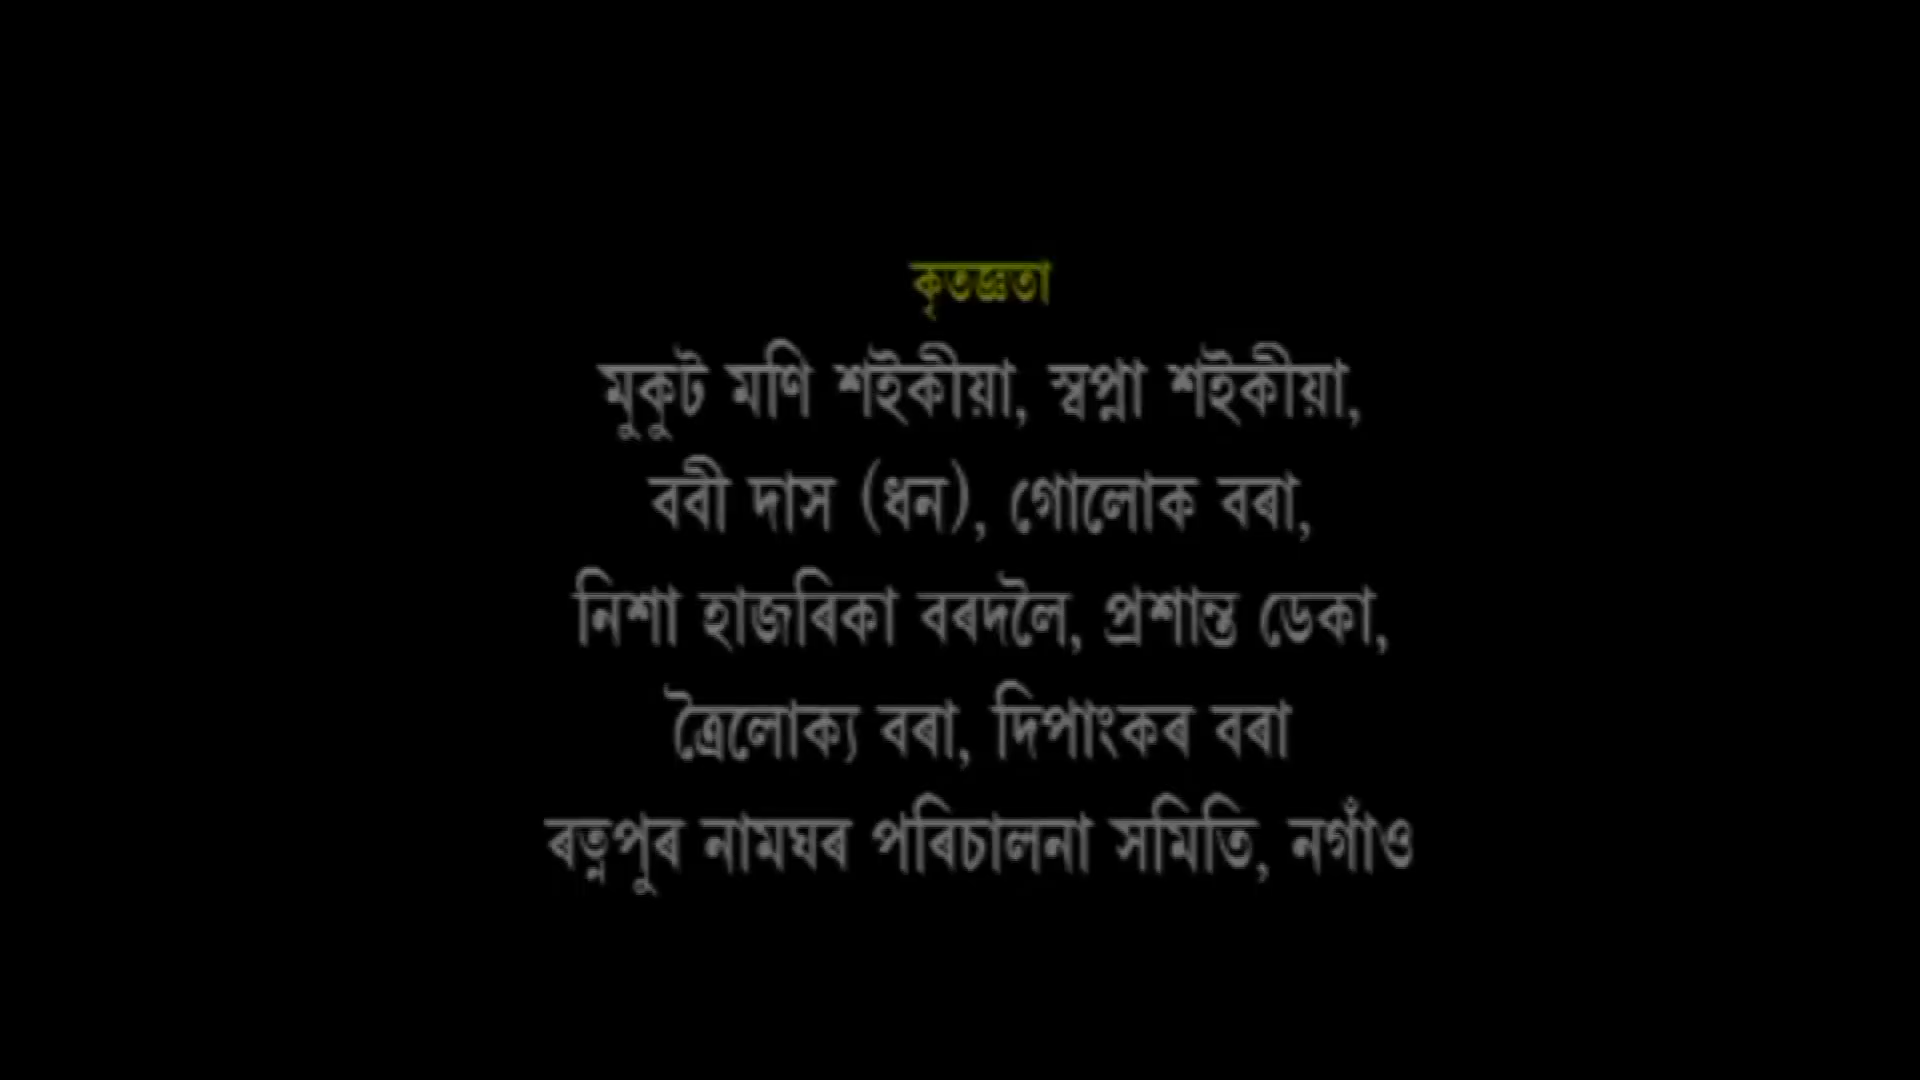 কৃতজ্ঞতা
মুকুট মণি শইকীয়া, স্বপ্না শইকীয়া,
ববী দাস (ধন), গোলোক বৰা,
নিশা হাজৰিকা বৰদলৈ, প্ৰশান্ত ডেকা,
ত্ৰৈলোক্য বৰা, দিপাংকৰ বৰা
ৰত্নপুৰ নামঘৰ পৰিচালনা সমিতি, নগাঁও